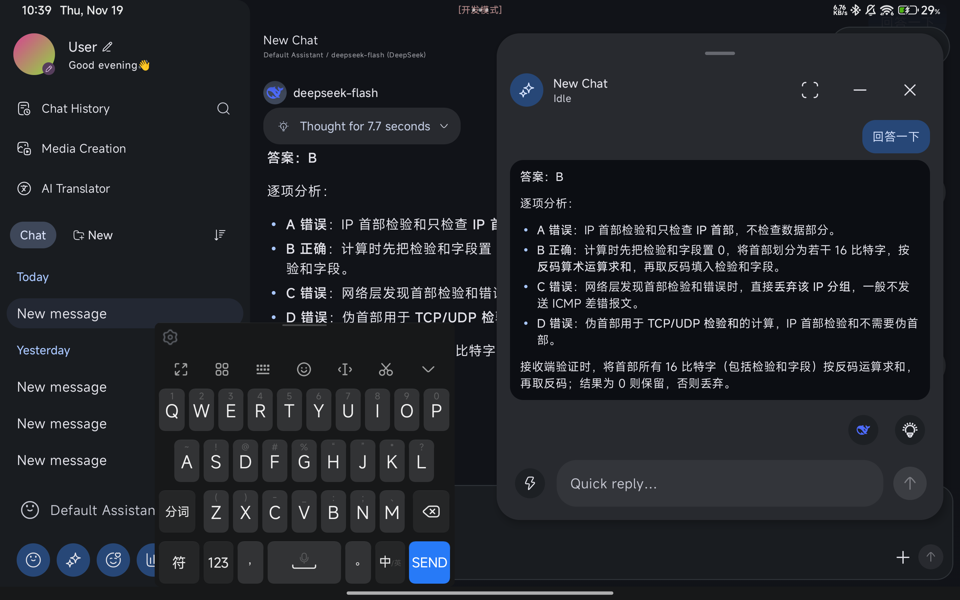 10:39 Thu, Nov 19
[开发模式]
6.76 KB/s
29%
User
Good evening👋
Chat History
Media Creation
AI Translator
Chat
New
Today
New message
Yesterday
New message
New message
New message
Default Assistan
New Chat
Default Assistant / deepseek-flash (DeepSeek)
deepseek-flash
Thought for 7.7 seconds
答案：B
逐项分析：
• A 错误：IP 首部检验和只检查 IP 首
• B 正确：计算时先把检验和字段置
验和字段。
• C 错误：网络层发现首部检验和错误
• D 错误：伪首部用于 TCP/UDP 检验
比特字
New Chat
Idle
回答一下
答案：B
逐项分析：
• A 错误：IP 首部检验和只检查 IP 首部，不检查数据部分。
• B 正确：计算时先把检验和字段置 0，将首部划分为若干 16 比特字，按
反码算术运算求和，再取反码填入检验和字段。
• C 错误：网络层发现首部检验和错误时，直接丢弃该 IP 分组，一般不发
送 ICMP 差错报文。
• D 错误：伪首部用于 TCP/UDP 检验和的计算，IP 首部检验和不需要伪首
部。
接收端验证时，将首部所有 16 比特字（包括检验和字段）按反码运算求和，
再取反码；结果为 0 则保留，否则丢弃。
Quick reply...
1 2 3 4 5 6 7 8 9 0
Q W E R T Y U I O P
A S D F G H J K L
分词 Z X C V B N M
符 123 ， 。 中 SEND